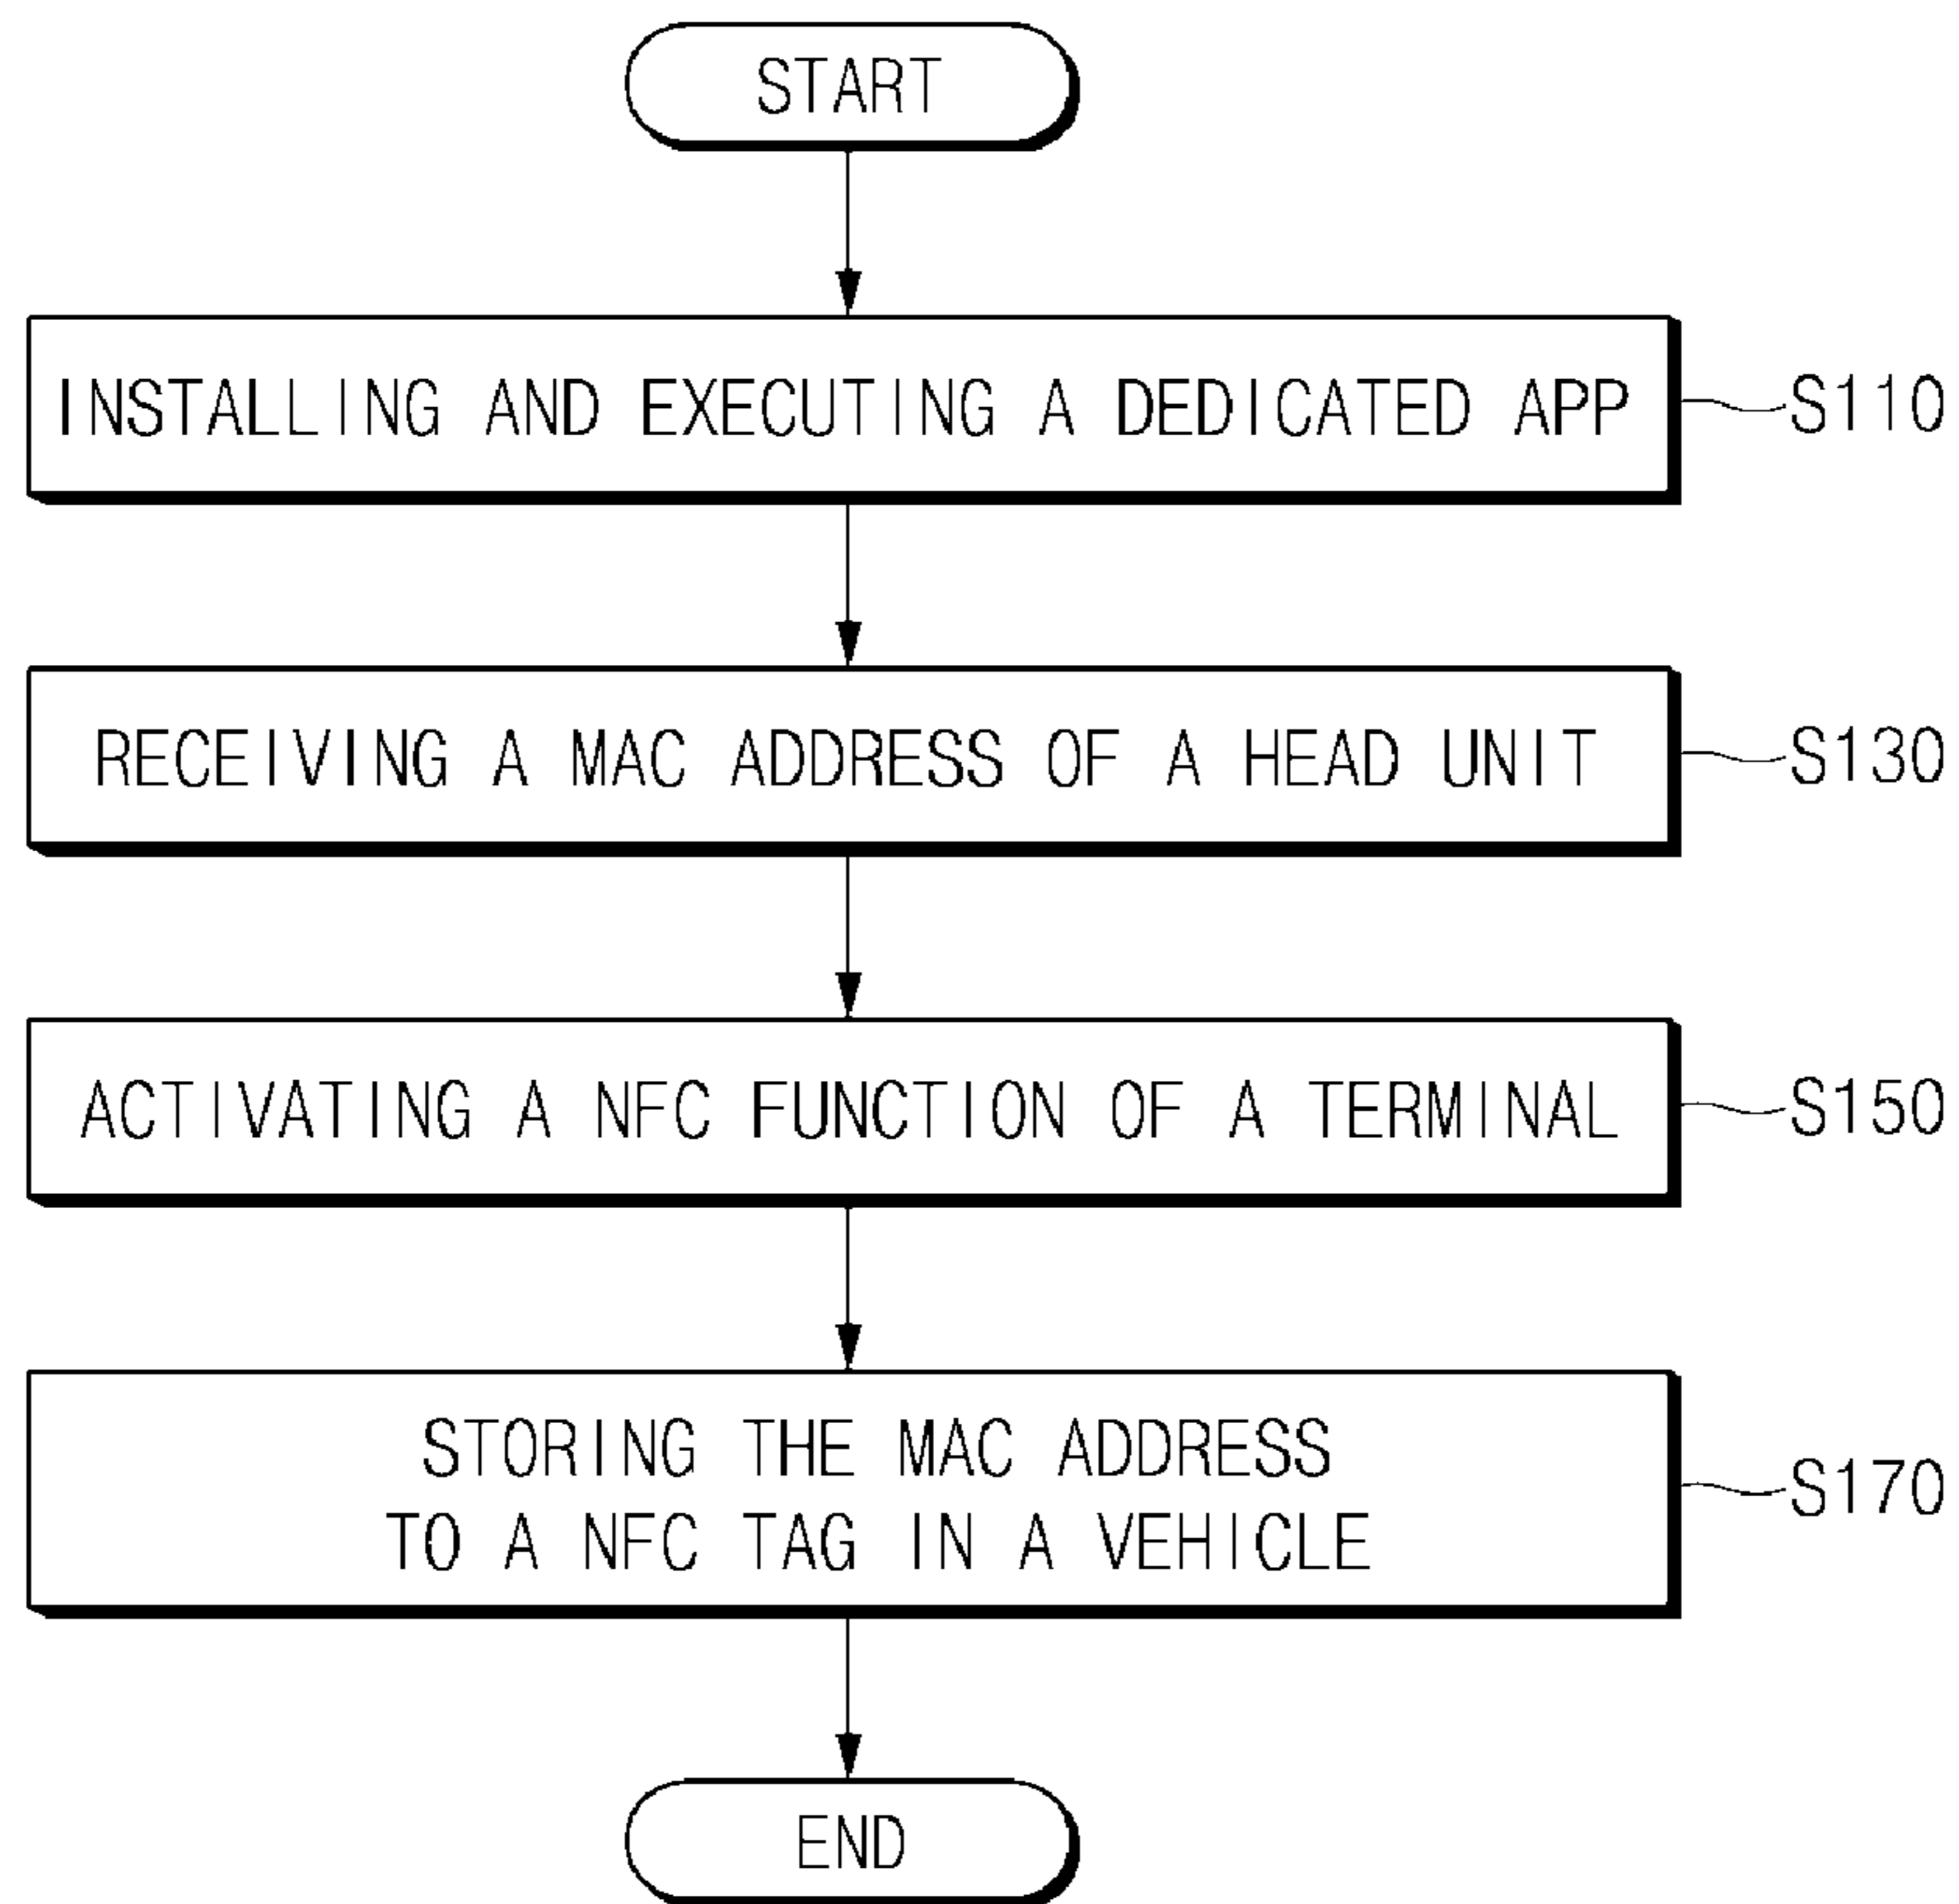 START
INSTALLING AND EXECUTING A DEDICATED APP
S110
RECEIVING A MAC ADDRESS OF A HEAD UNIT
S130
ACTIVATING A NFC FUNCTION OF A TERMINAL
S150
STORING THE MAC ADDRESS
TO A NFC TAG IN A VEHICLE
S170
END